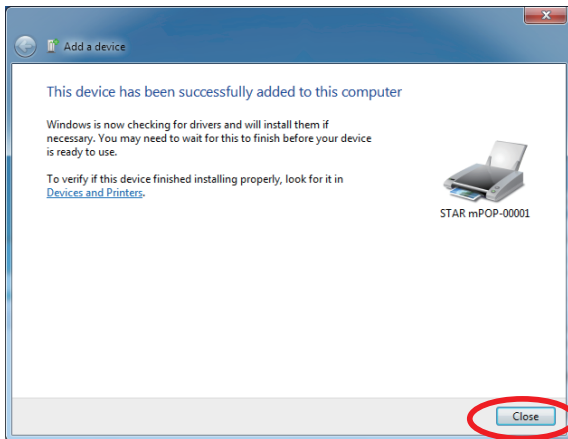 Add a device
This device has been successfully added to this computer
Windows is now checking for drivers and will install them if
necessary. You may need to wait for this to finish before your device
is ready to use.
To verify if this device finished installing properly, look for it in
Devices and Printers.
STAR mPOP-00001
Close